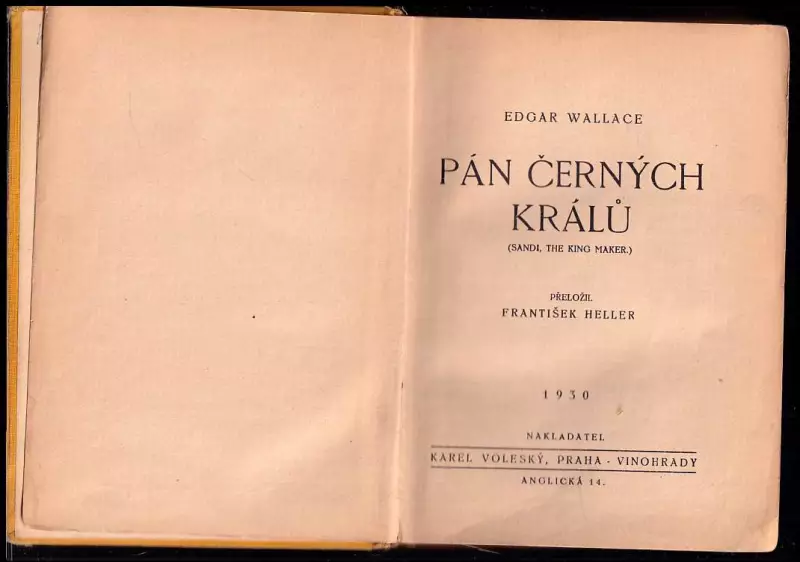 EDGAR WALLACE
PÁN ČERNÝCH
KRÁLŮ
(SANDI, THE KING MAKER.)
PŘELOŽIL
FRANTIŠEK HELLER
1930
NAKLADATEL
KAREL VOLESKÝ, PRAHA - VINOHRADY
ANGLICKÁ 14.